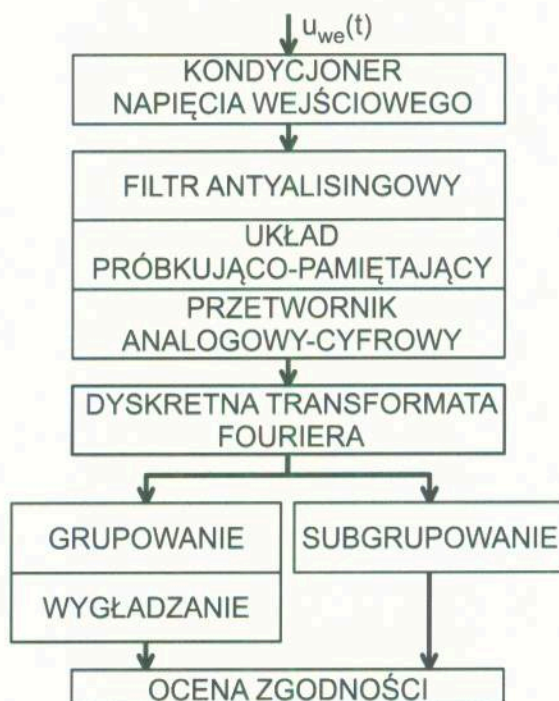 u_we(t)
KONDYCJONER
NAPIĘCIA WEJŚCIOWEGO
FILTR ANTYALISINGOWY
UKŁAD
PRÓBKUJĄCO-PAMIĘTAJĄCY
PRZETWORNIK
ANALOGOWY-CYFROWY
DYSKRETNA TRANSFORMATA
FOURIERA
GRUPOWANIE
SUBGRUPOWANIE
WYGŁADZANIE
OCENA ZGODNOŚCI